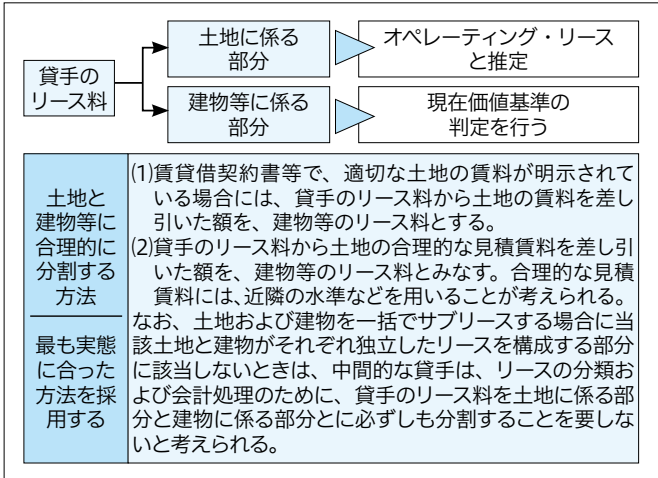 貸手の
リース料
土地に係る
部分
オペレーティング・リース
と推定
建物等に係る
部分
現在価値基準の
判定を行う
土地と
建物等に
合理的に
分割する
方法
最も実態
に合った
方法を採
用する
(1)賃貸借契約書等で、適切な土地の賃料が明示されて
いる場合には、貸手のリース料から土地の賃料を差し
引いた額を、建物等のリース料とする。
(2)貸手のリース料から土地の合理的な見積賃料を差し引
いた額を、建物等のリース料とみなす。合理的な見積
賃料には、近隣の水準などを用いることが考えられる。
なお、土地および建物を一括でサブリースする場合に当
該土地と建物がそれぞれ独立したリースを構成する部分
に該当しないときは、中間的な貸手は、リースの分類お
よび会計処理のために、貸手のリース料を土地に係る部
分と建物に係る部分とに必ずしも分割することを要しな
いと考えられる。